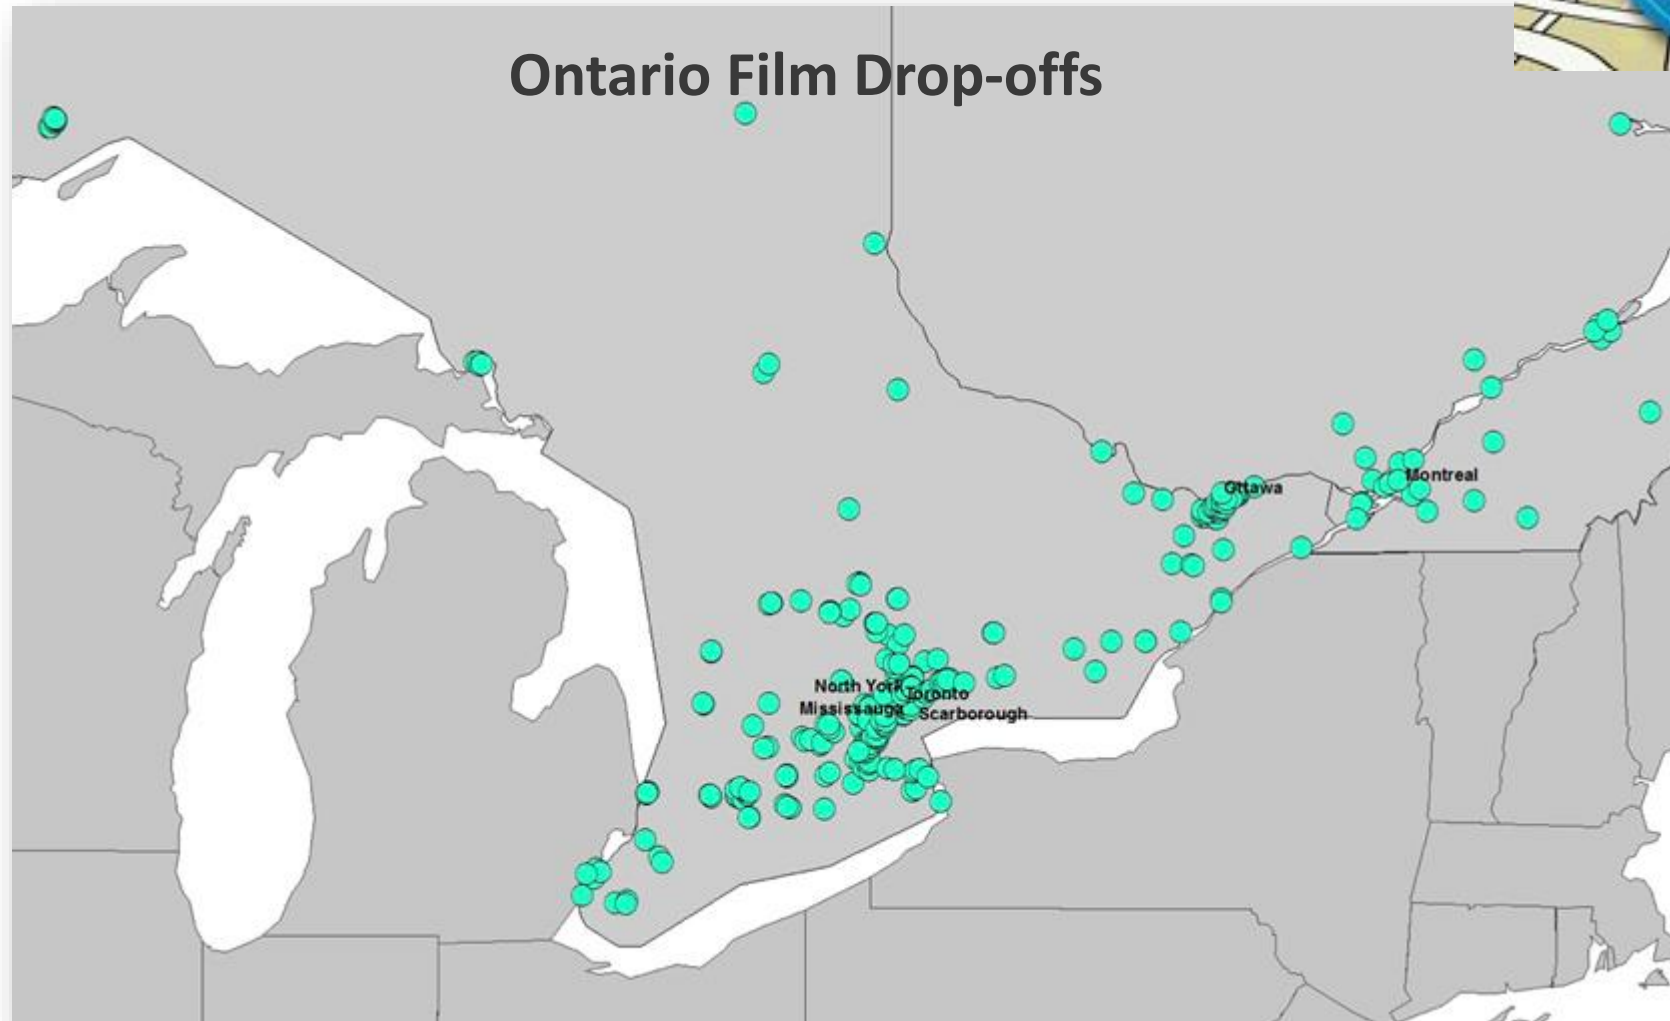 Ontario Film Drop-offs
Montreal
Ottawa
North York
Toronto
Mississauga
Scarborough